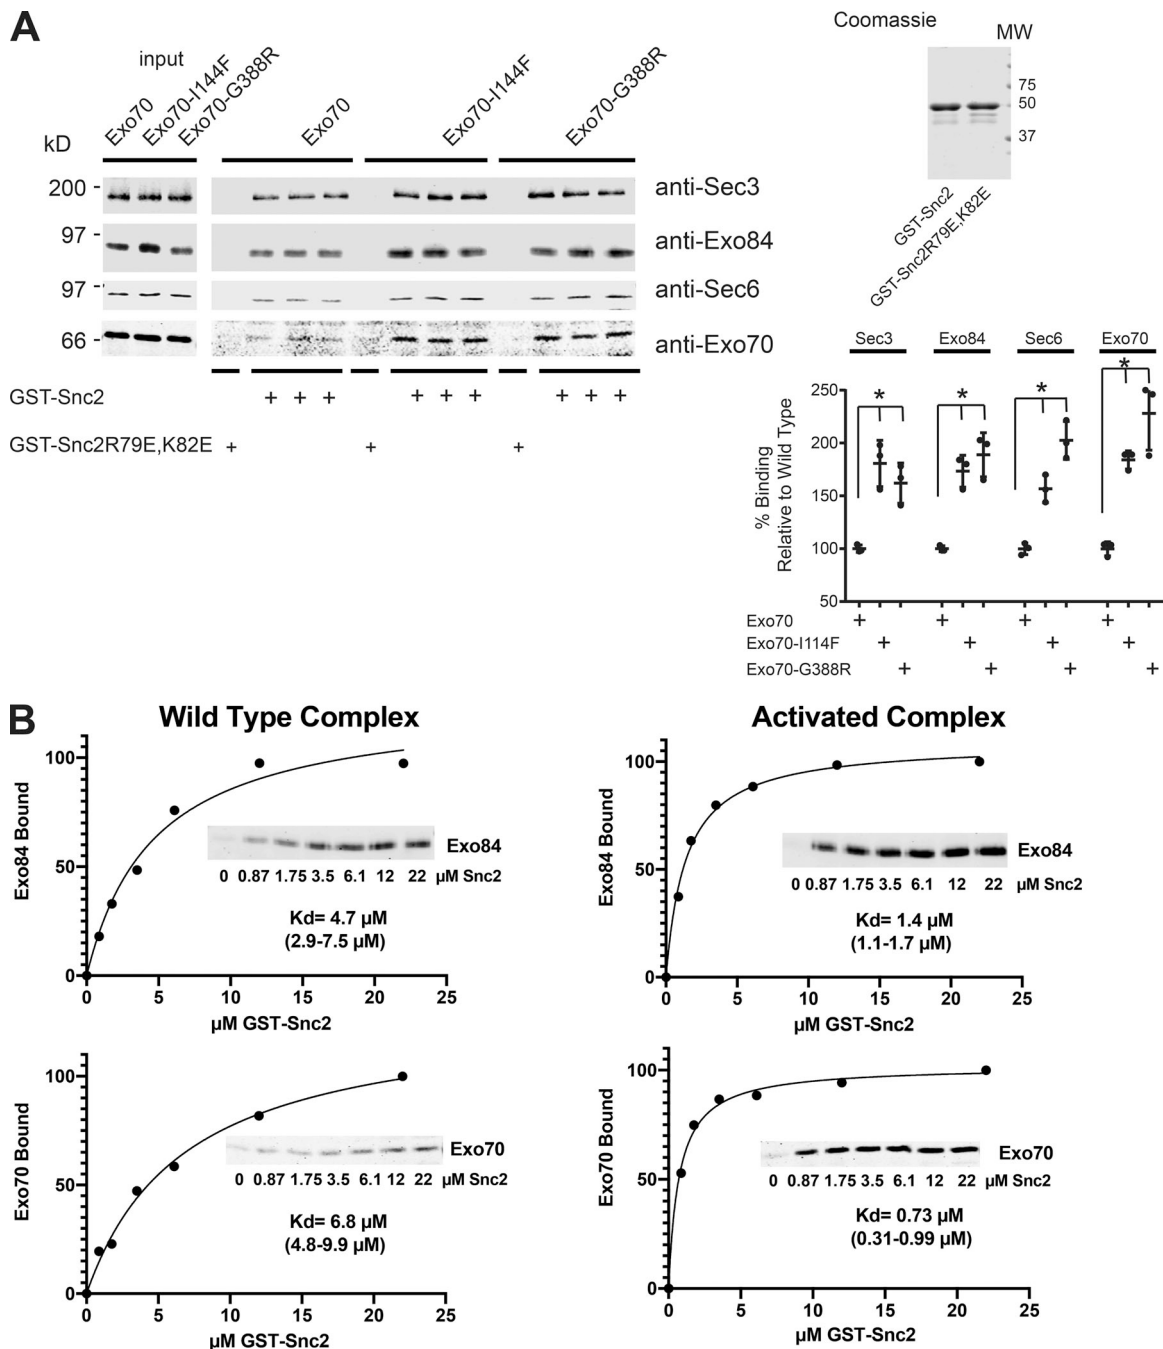 A
input
Exo70
Exo70-I144F
Exo70-G388R
Exo70
Exo70-I144F
Exo70-G388R
kD
200 -
anti-Sec3
97 -
anti-Exo84
97 -
anti-Sec6
66 -
anti-Exo70
GST-Snc2 + + + + + + + + +
GST-Snc2R79E,K82E + + +
Coomassie
MW
75
50
37
GST-Snc2
GST-Snc2R79E,K82E
Sec3 Exo84 Sec6 Exo70
% Binding
Relative to Wild Type
250
200
150
100
50
* * * *
Exo70 + + + +
Exo70-I114F + + + +
Exo70-G388R + + + +
B
Wild Type Complex
Exo84 Bound
100
50
0
Exo84
0 0.87 1.75 3.5 6.1 12 22 µM Snc2
Kd= 4.7 µM
(2.9-7.5 µM)
0 5 10 15 20 25
µM GST-Snc2
Activated Complex
Exo84 Bound
100
50
0
Exo84
0 0.87 1.75 3.5 6.1 12 22 µM Snc2
Kd= 1.4 µM
(1.1-1.7 µM)
0 5 10 15 20 25
µM GST-Snc2
Exo70 Bound
100
50
0
Exo70
0 0.87 1.75 3.5 6.1 12 22 µM Snc2
Kd= 6.8 µM
(4.8-9.9 µM)
0 5 10 15 20 25
µM GST-Snc2
Exo70 Bound
100
50
0
Exo70
0 0.87 1.75 3.5 6.1 12 22 µM Snc2
Kd= 0.73 µM
(0.31-0.99 µM)
0 5 10 15 20 25
µM GST-Snc2